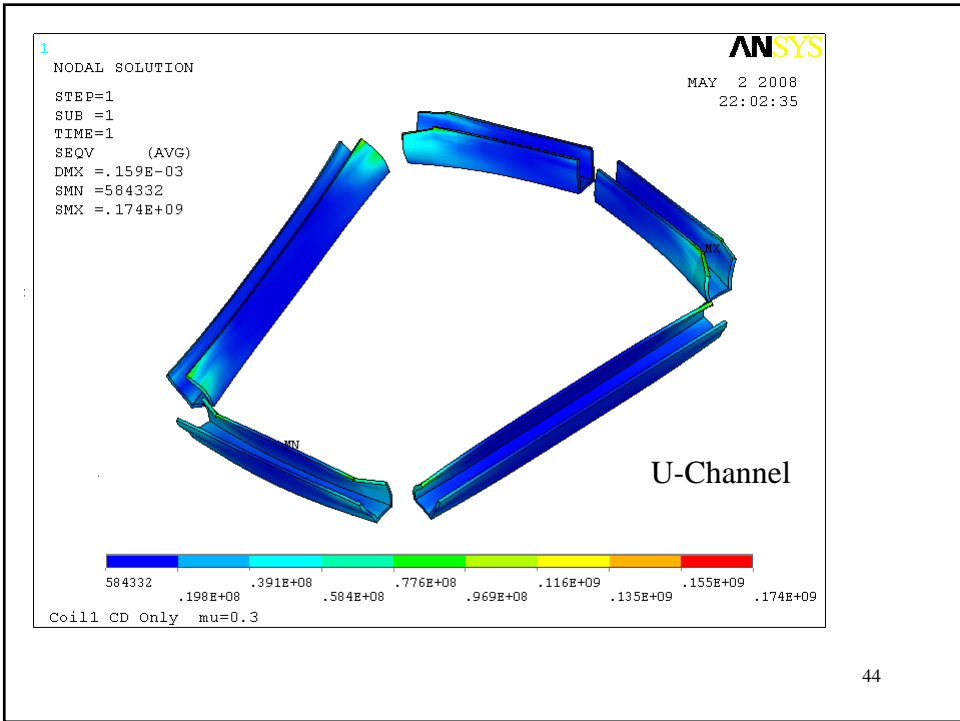 1
ANSYS
NODAL SOLUTION
MAY 2 2008
22:02:35
STEP=1
SUB =1
TIME=1
SEQV (AVG)
DMX =.159E-03
SMN =584332
SMX =.174E+09
MX
MN
U-Channel
584332 .391E+08 .776E+08 .116E+09 .155E+09
.198E+08 .584E+08 .969E+08 .135E+09 .174E+09
Coil1 CD Only mu=0.3
44